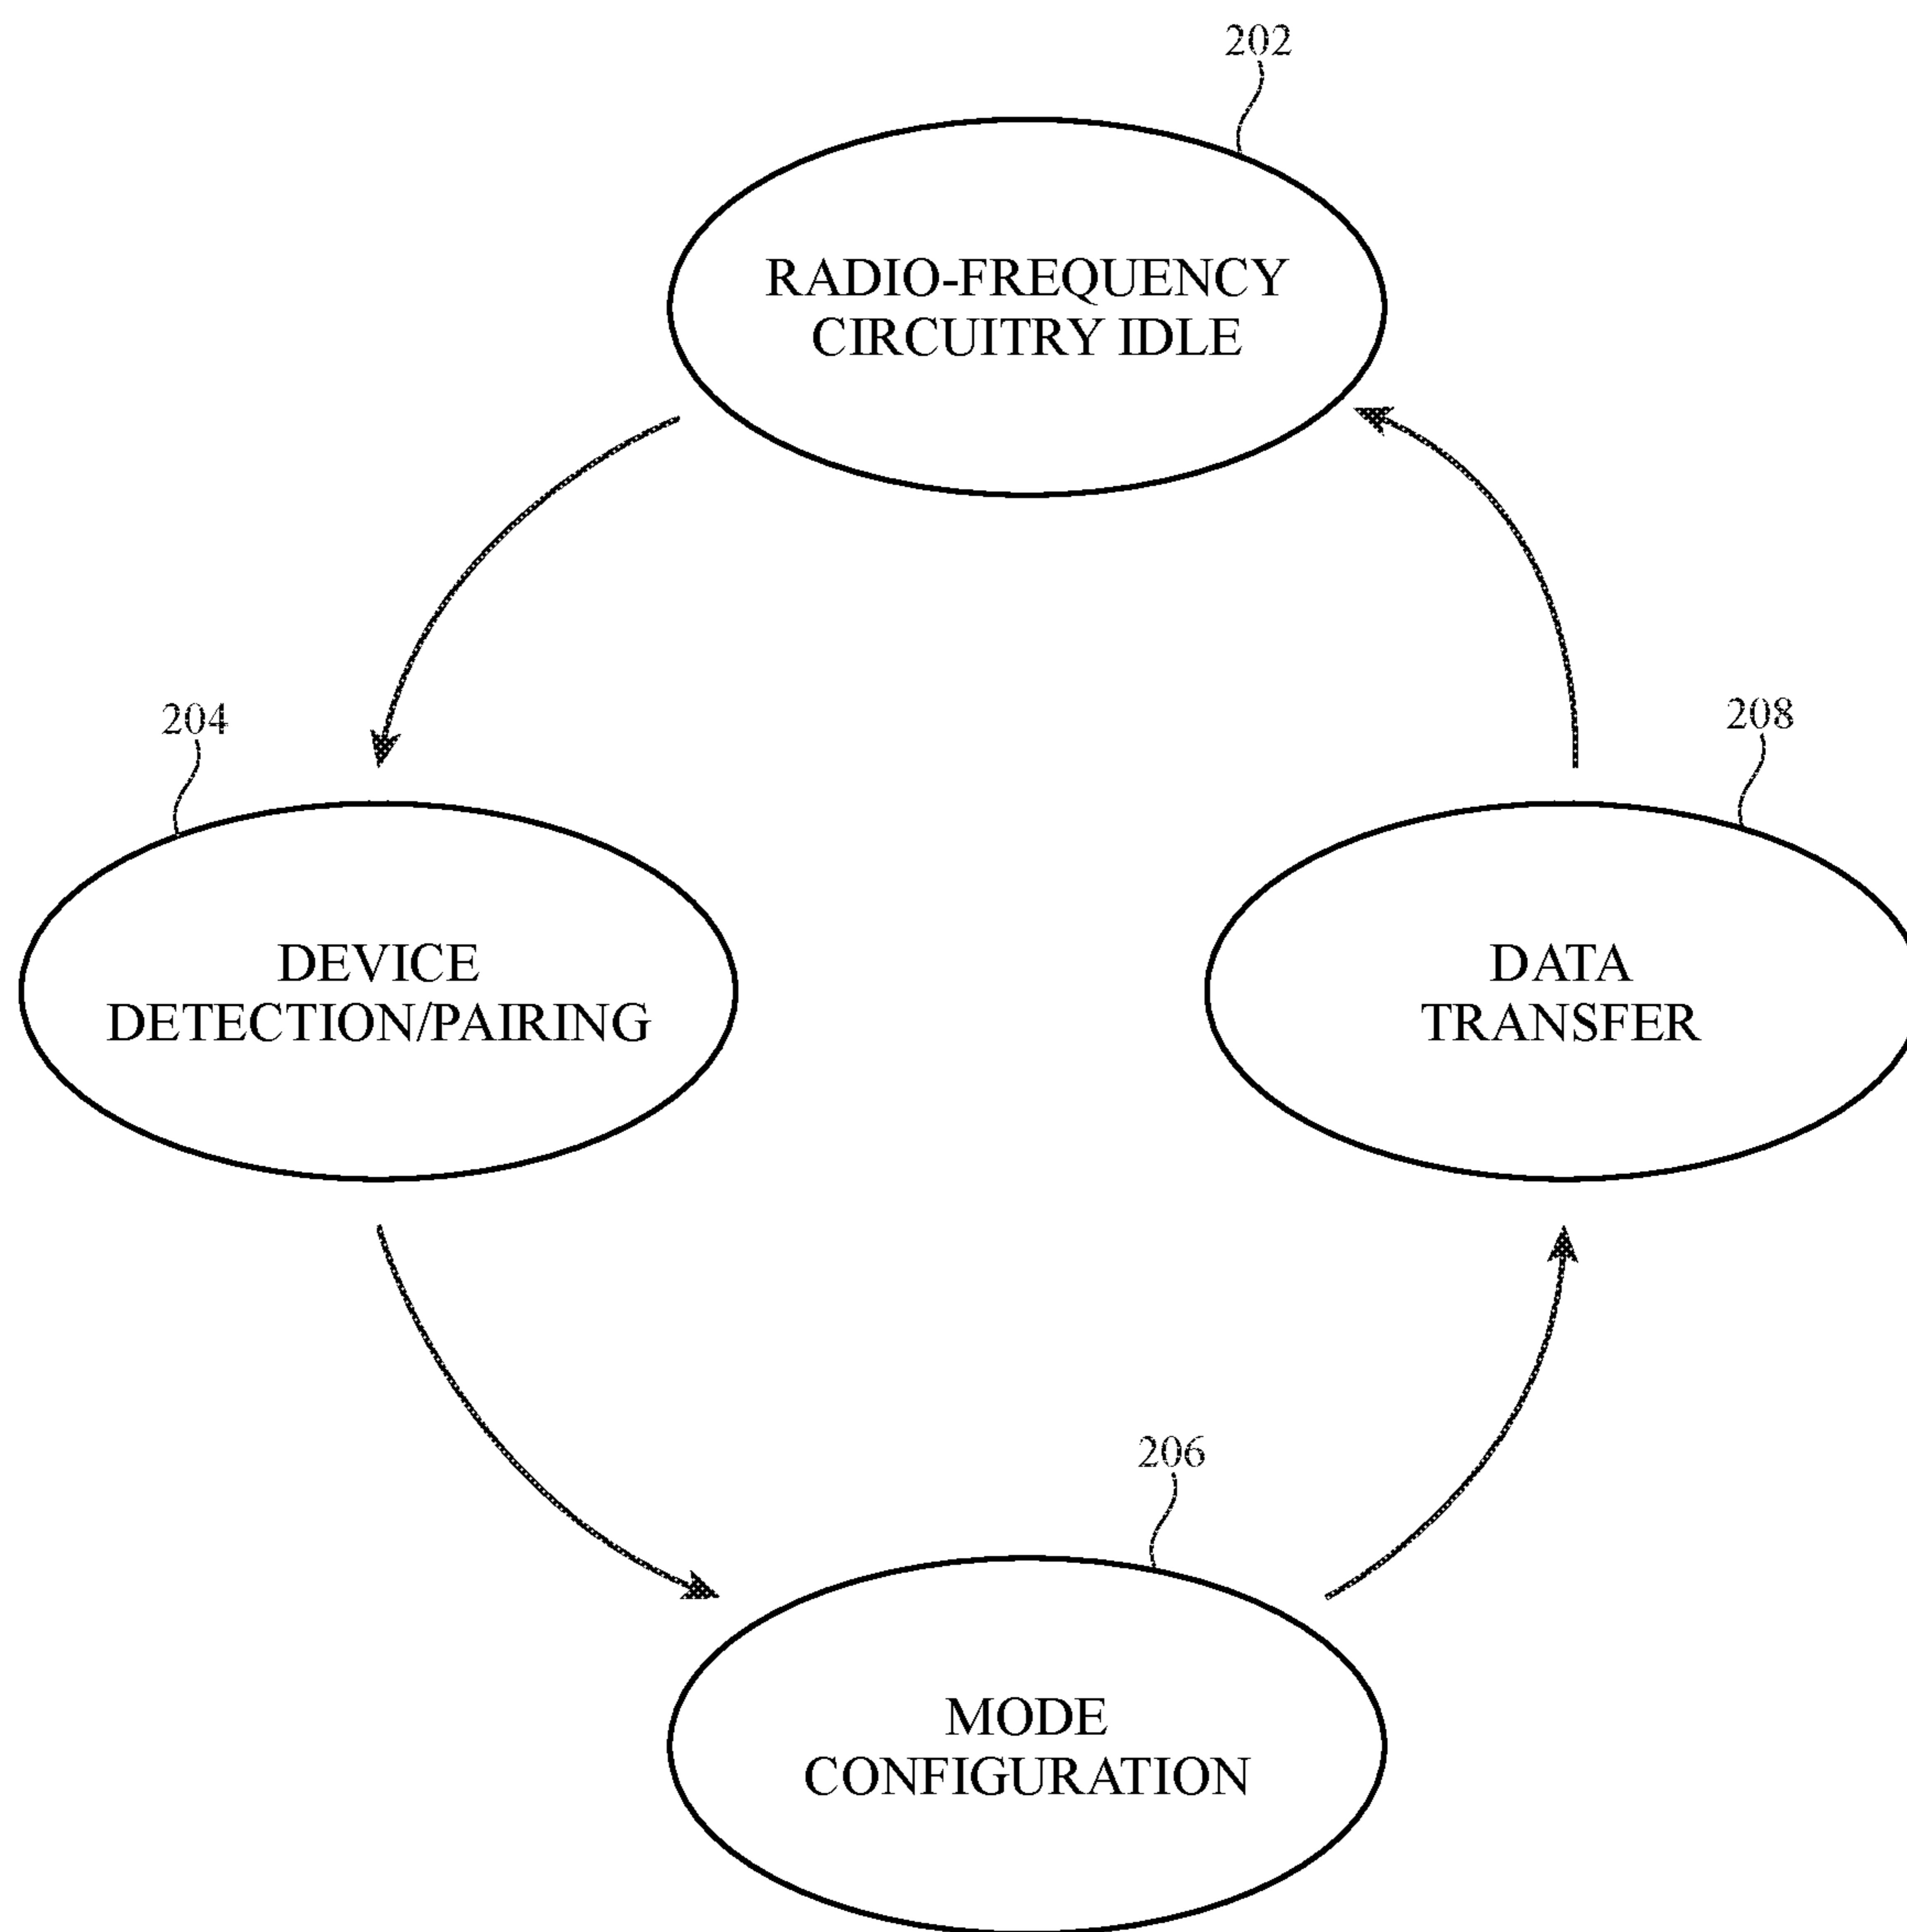 202
RADIO-FREQUENCY
CIRCUITRY IDLE
204
208
DEVICE
DETECTION/PAIRING
DATA
TRANSFER
206
MODE
CONFIGURATION